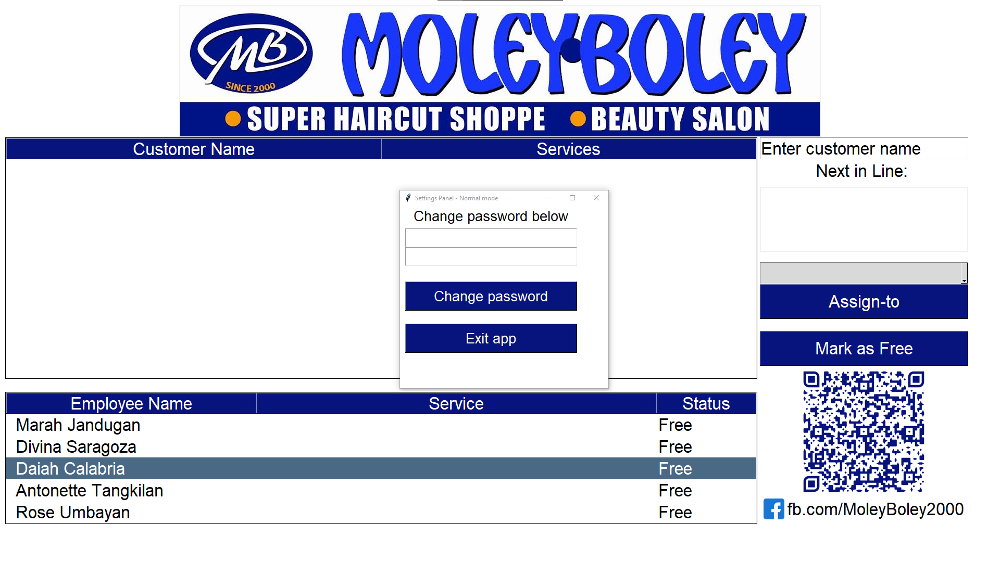 MB
SINCE 2000
MOLEY BOLEY
SUPER HAIRCUT SHOPPE BEAUTY SALON
Customer Name Services
Enter customer name
Next in Line:
Settings Panel - Normal mode
Change password below
Change password
Exit app
Assign-to
Mark as Free
Employee Name Service Status
Marah Jandugan Free
Divina Saragoza Free
Daiah Calabria Free
Antonette Tangkilan Free
Rose Umbayan Free
fb.com/MoleyBoley2000